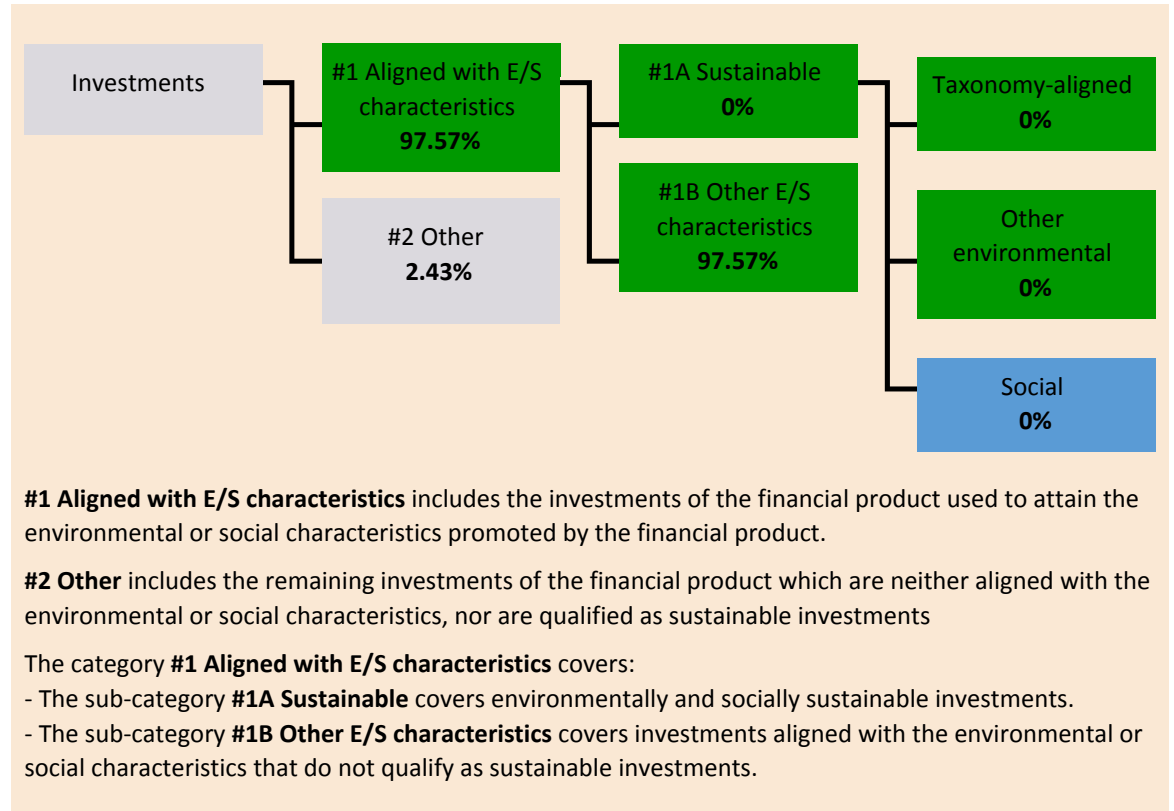 Investments
#1 Aligned with E/S
characteristics
97.57%
#2 Other
2.43%
#1A Sustainable
0%
#1B Other E/S
characteristics
97.57%
Taxonomy-aligned
0%
Other
environmental
0%
Social
0%
#1 Aligned with E/S characteristics includes the investments of the financial product used to attain the
environmental or social characteristics promoted by the financial product.
#2 Other includes the remaining investments of the financial product which are neither aligned with the
environmental or social characteristics, nor are qualified as sustainable investments
The category #1 Aligned with E/S characteristics covers:
- The sub-category #1A Sustainable covers environmentally and socially sustainable investments.
- The sub-category #1B Other E/S characteristics covers investments aligned with the environmental or
social characteristics that do not qualify as sustainable investments.